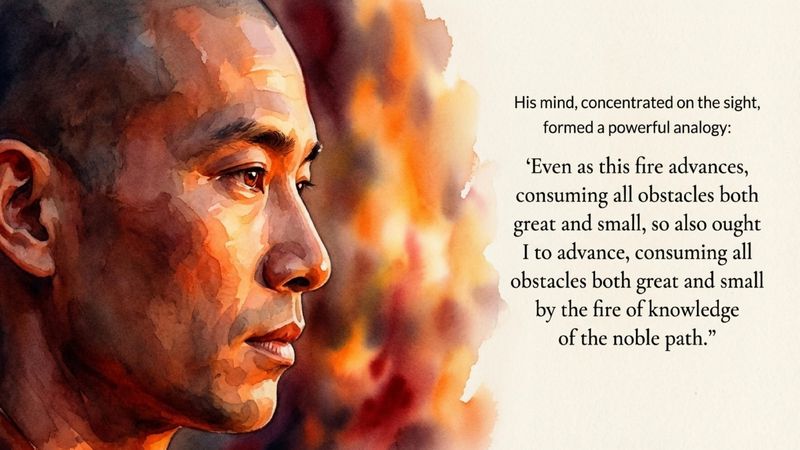 His mind, concentrated on the sight,
formed a powerful analogy:
‘Even as this fire advances,
consuming all obstacles both
great and small, so also ought
I to advance, consuming all
obstacles both great and small
by the fire of knowledge
of the noble path.”